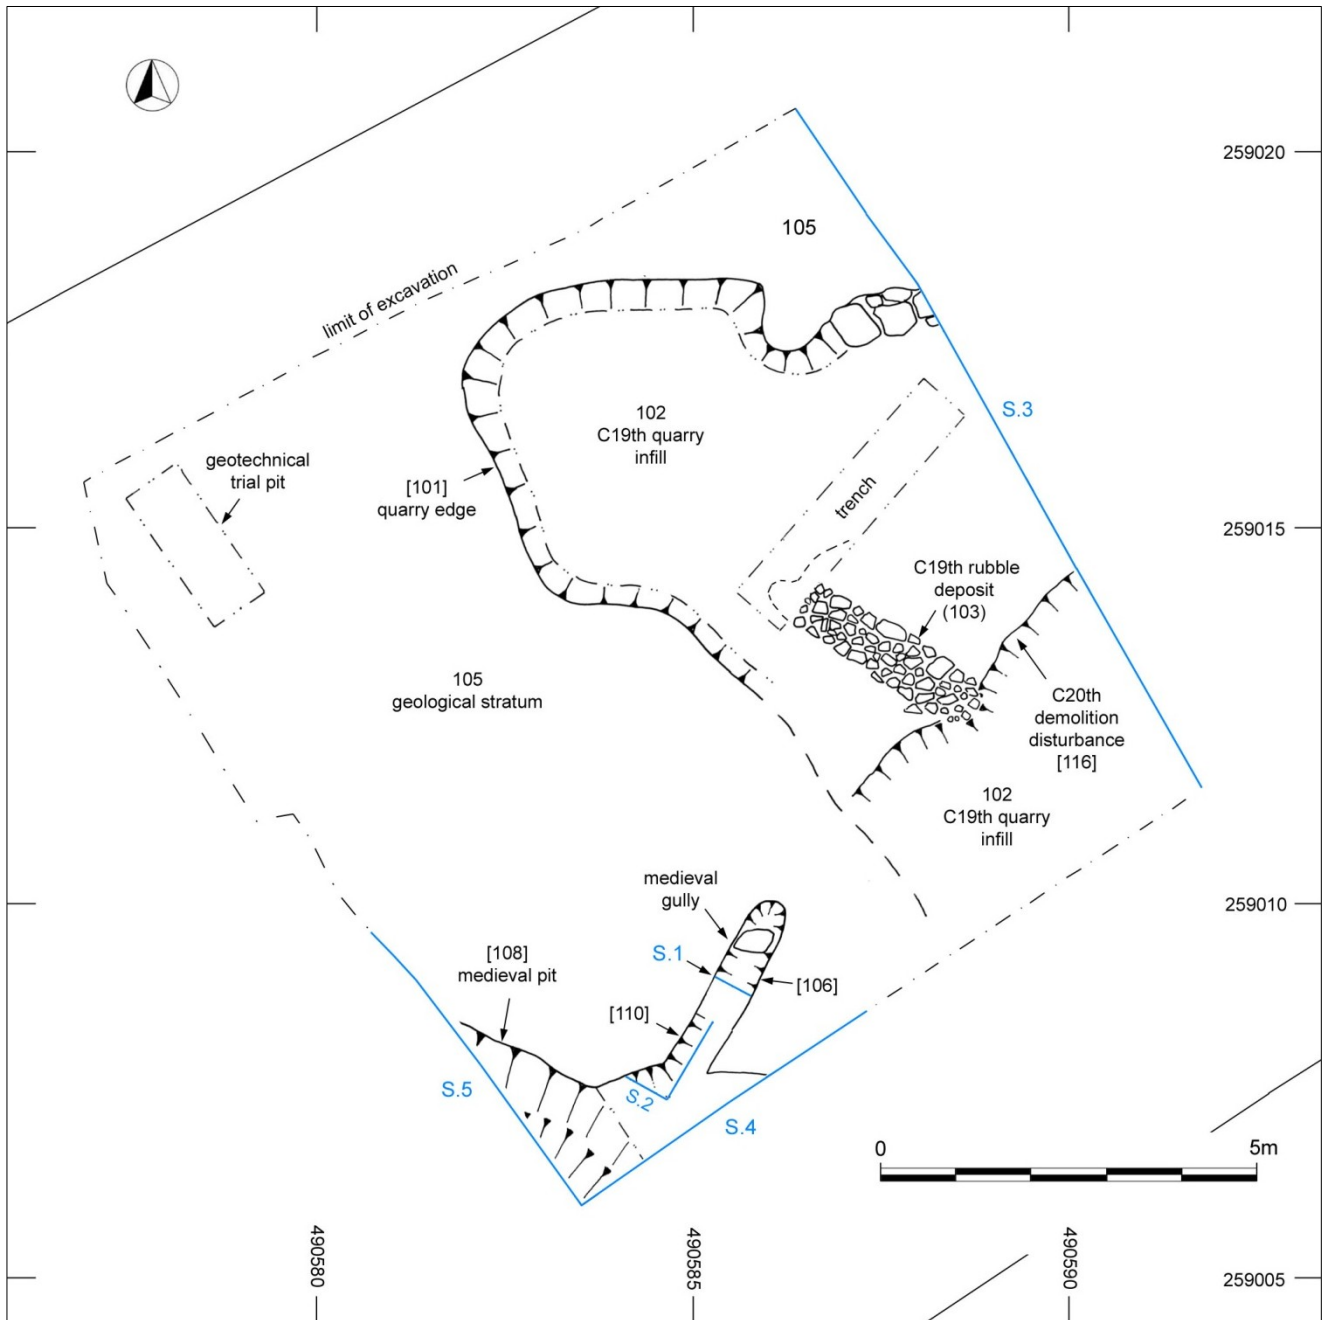 259020
105
limit of excavation
S.3
102
C19th quarry
infill
geotechnical
trial pit
[101]
quarry edge
trench
259015
C19th rubble
deposit
(103)
105
geological stratum
C20th
demolition
disturbance
[116]
102
C19th quarry
infill
medieval
gully
259010
[108]
medieval pit
S.1
[106]
[110]
S.5
S.2
S.4
0
5m
490580
490585
490590
259005